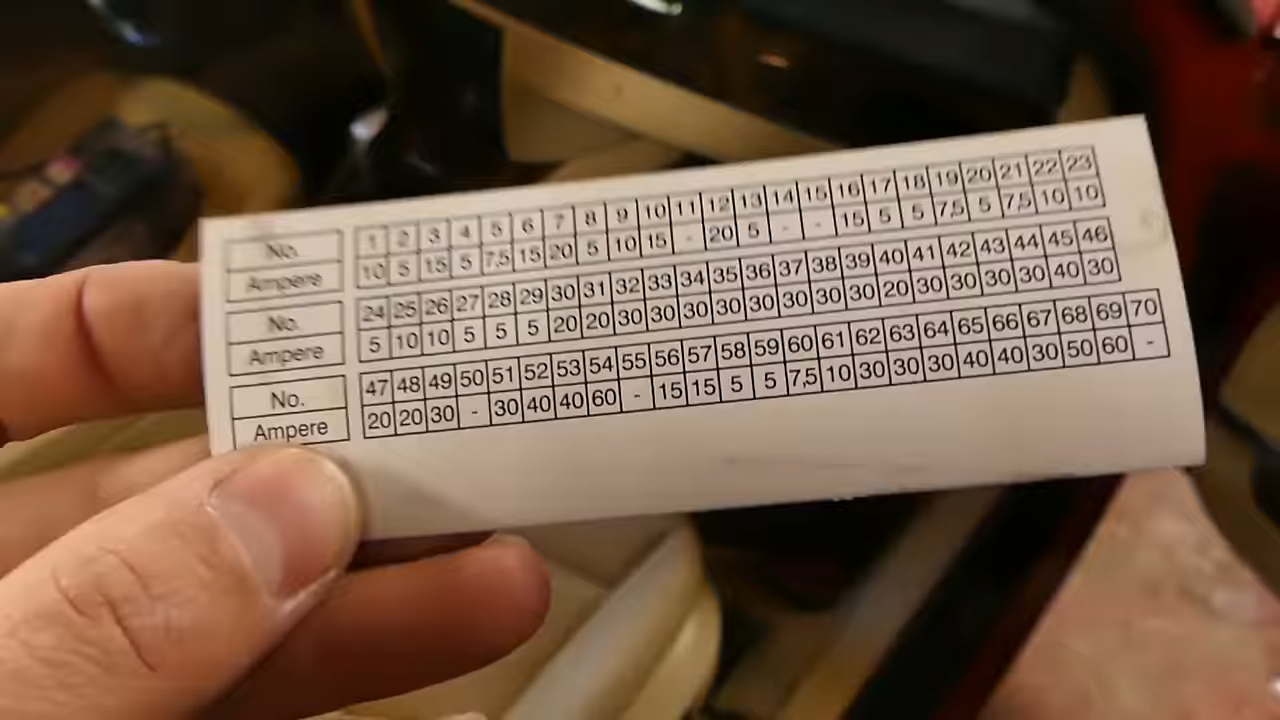 No. 1 2 3 4 5 6 7 8 9 10 11 12 13 14 15 16 17 18 19 20 21 22 23
Ampere 10 5 15 5 7,5 15 20 5 10 15 - 20 5 - - 15 5 5 7,5 5 7,5 10 10
No. 24 25 26 27 28 29 30 31 32 33 34 35 36 37 38 39 40 41 42 43 44 45 46
Ampere 5 10 10 5 5 5 20 20 30 30 30 30 30 30 30 30 20 30 30 30 30 40 30
No. 47 48 49 50 51 52 53 54 55 56 57 58 59 60 61 62 63 64 65 66 67 68 69 70
Ampere 20 20 30 - 30 40 40 60 - 15 15 5 5 7,5 10 30 30 30 40 40 30 50 60 -